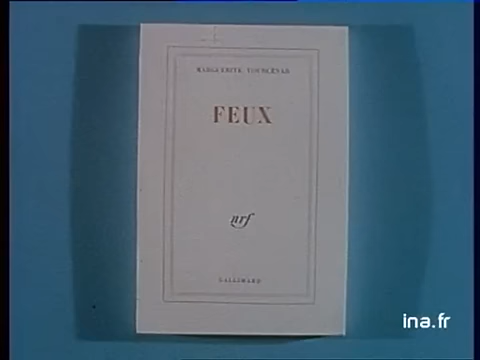 MARGUERITE YOURCENAR
FEUX
nrf
GALLIMARD
ina.fr